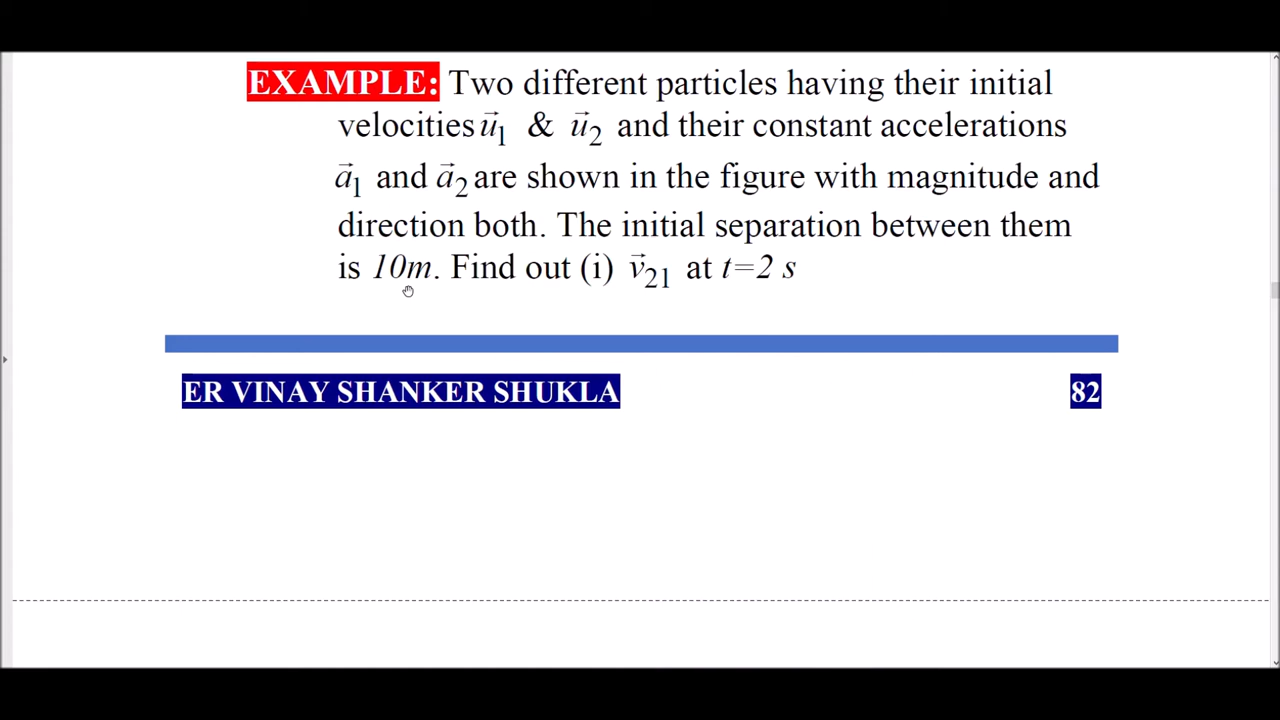 EXAMPLE: Two different particles having their initial
velocities u⃗₁ & u⃗₂ and their constant accelerations
a⃗₁ and a⃗₂ are shown in the figure with magnitude and
direction both. The initial separation between them
is 10m. Find out (i) v⃗₂₁ at t=2 s
ER VINAY SHANKER SHUKLA 82